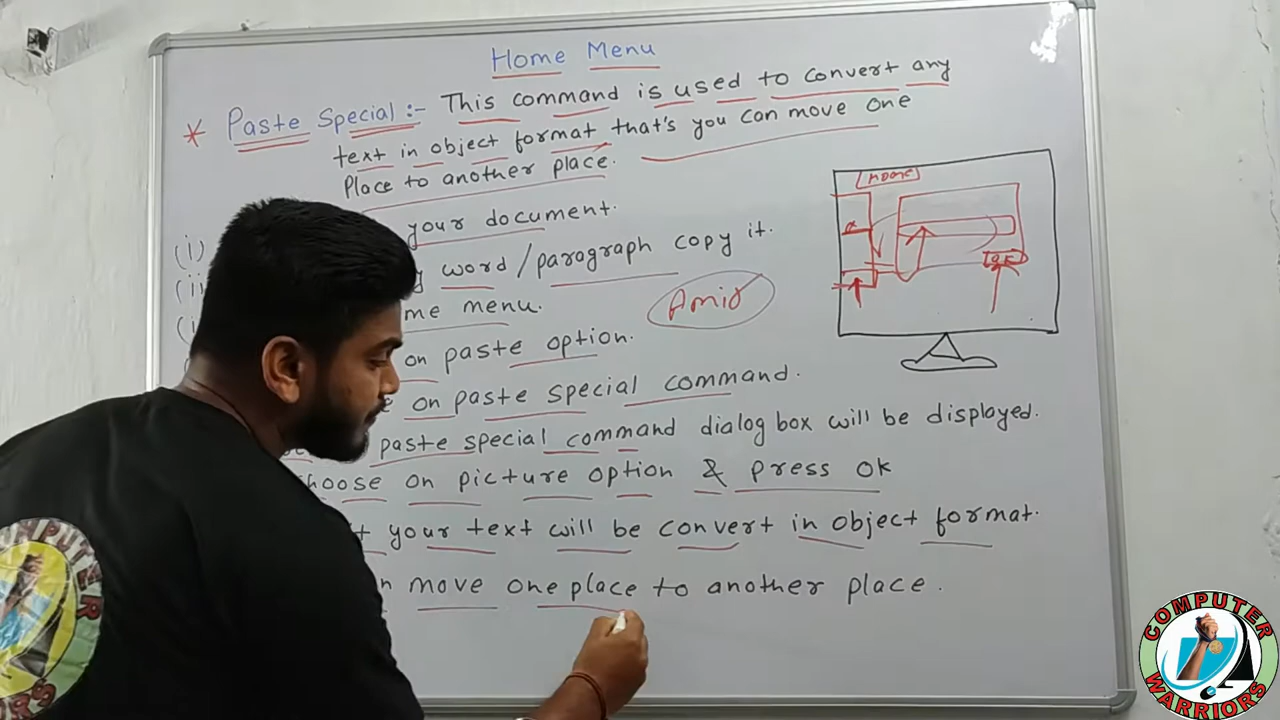 Home Menu
* Paste Special :- This command is used to convert any
text in object format that's you can move one
Place to another place.
(i) your document.
word / paragraph copy it.
me menu.
on paste option.
on paste special command.
paste special command dialog box will be displayed.
hoose on picture option & press ok
t your text will be convert in object format.
n move one place to another place.
Home
Amir
OK
COMPUTER
WARRIORS